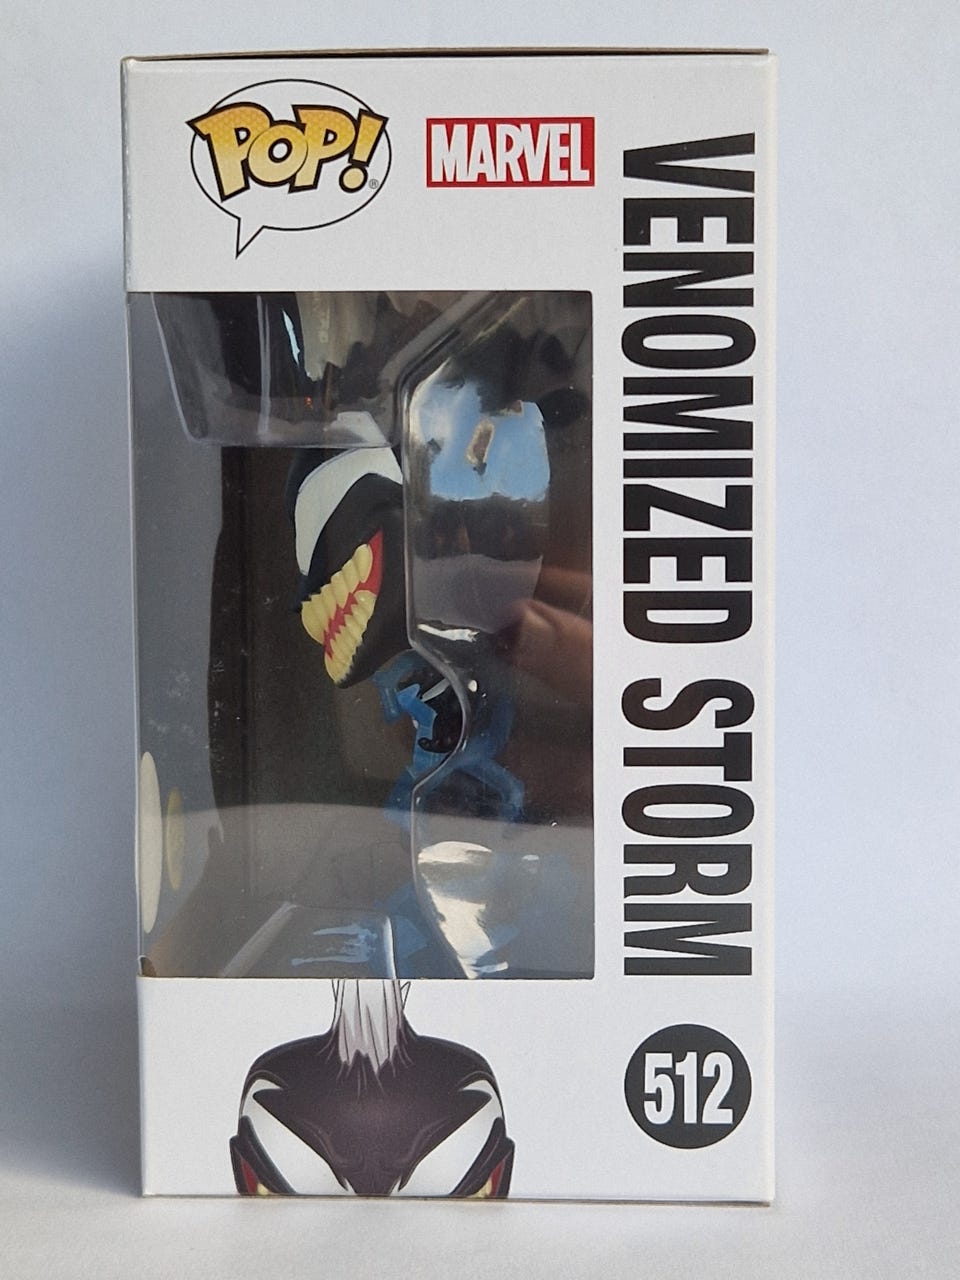 POP!®
MARVEL
VENOMIZED STORM
512